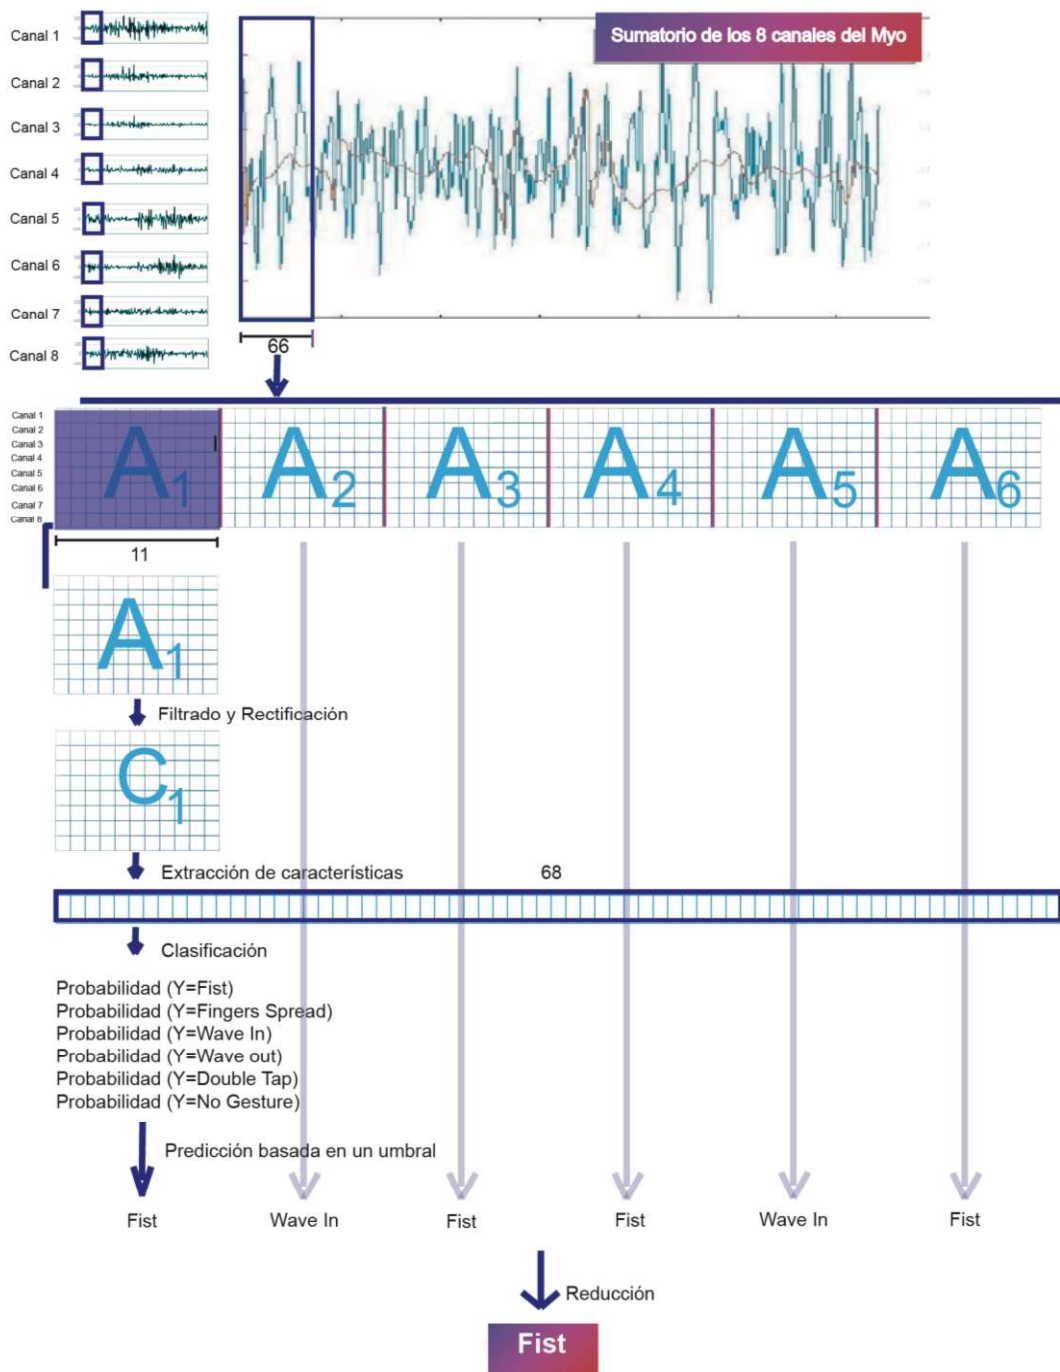 Sumatorio de los 8 canales del Myo
Canal 1
Canal 2
Canal 3
Canal 4
Canal 5
Canal 6
Canal 7
Canal 8
66
Canal 1
Canal 2
Canal 3
Canal 4
Canal 5
Canal 6
Canal 7
Canal 8
A1 A2 A3 A4 A5 A6
11
A1
Filtrado y Rectificación
C1
Extracción de características 68
Clasificación
Probabilidad (Y=Fist)
Probabilidad (Y=Fingers Spread)
Probabilidad (Y=Wave In)
Probabilidad (Y=Wave out)
Probabilidad (Y=Double Tap)
Probabilidad (Y=No Gesture)
Predicción basada en un umbral
Fist Wave In Fist Fist Wave In Fist
Reducción
Fist